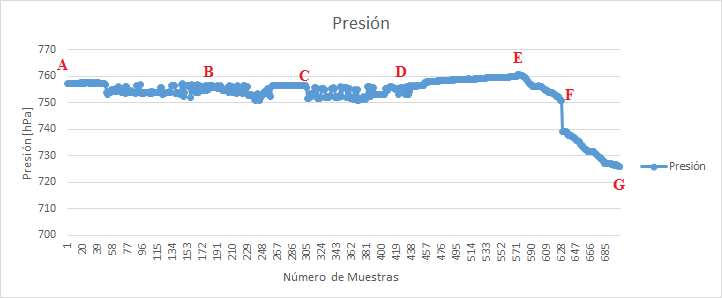 Presión
770
760
750
740
730
720
710
700
Presión [hPa]
A
B
C
D
E
F
G
Presión
1 20 39 58 77 96 115 134 153 172 191 210 229 248 267 286 305 324 343 362 381 400 419 438 457 476 495 514 533 552 571 590 609 628 647 666 685
Número de Muestras